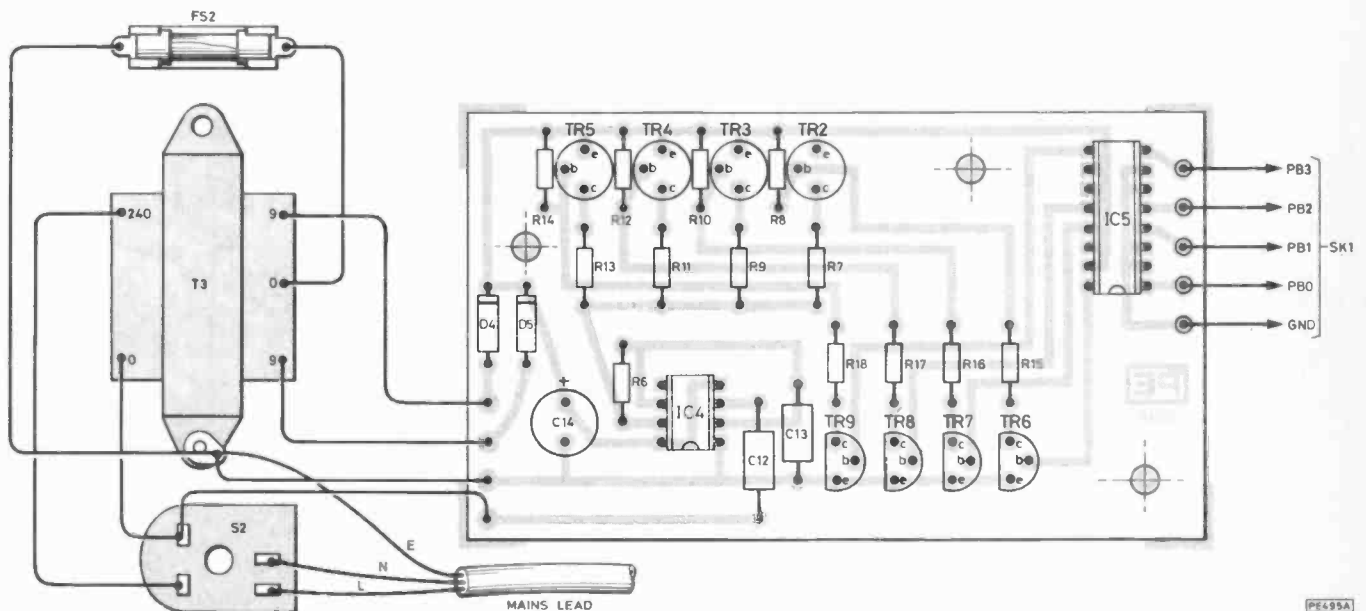 FS2
TR5 TR4 TR3 TR2
e e e e
b b b b
c c c c
R14 R12 R10 R8
IC5
PB3
PB2
PB1
PB0
GND
SK1
240
0
T3
9
0
9
R13 R11 R9 R7
D4 D5
R6
+
C14
IC4
C12
C13
R18 R17 R16 R15
TR9 TR8 TR7 TR6
c c c c
b b b b
e e e e
PE
S2
E
N
L
MAINS LEAD
PE495A